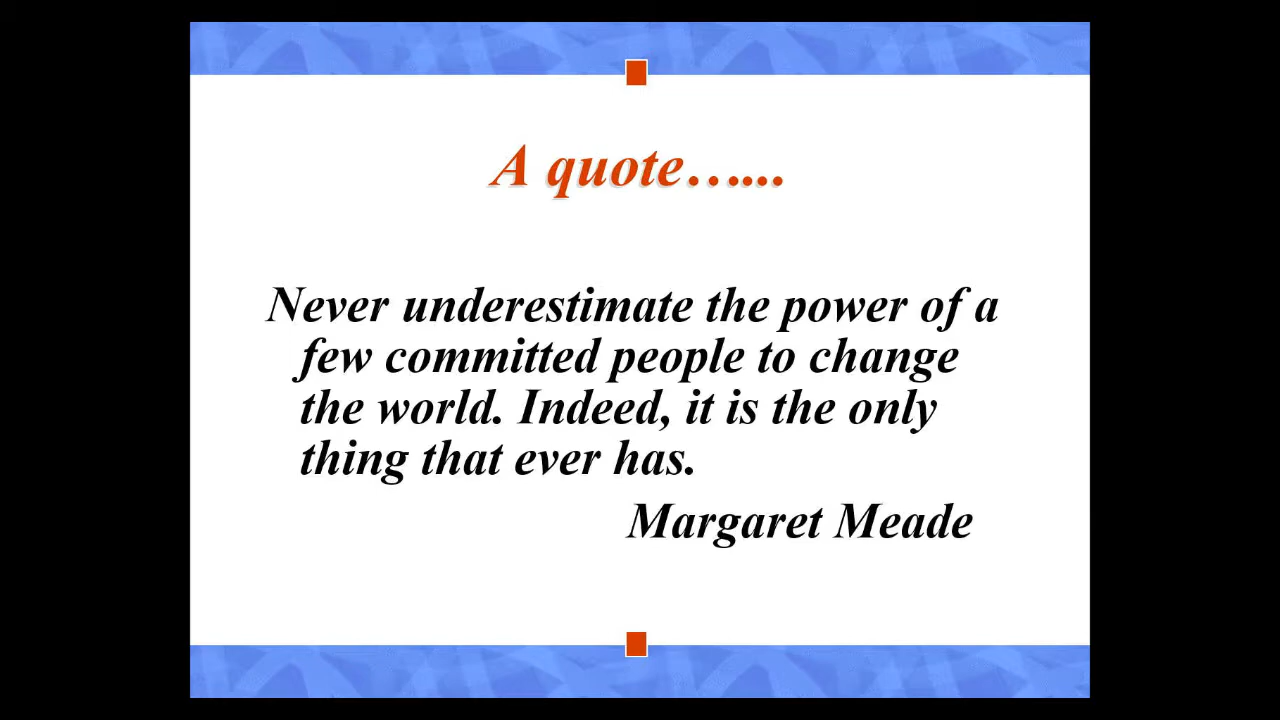 A quote…...
Never underestimate the power of a
few committed people to change
the world. Indeed, it is the only
thing that ever has.
Margaret Meade